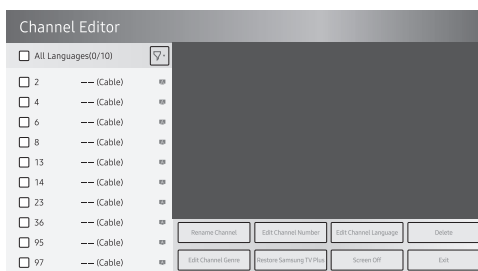 Channel Editor
All Languages(0/10)
2 −− (Cable)
4 −− (Cable)
6 −− (Cable)
8 −− (Cable)
13 −− (Cable)
14 −− (Cable)
23 −− (Cable)
36 −− (Cable)
95 −− (Cable)
97 −− (Cable)
Rename Channel Edit Channel Number Edit Channel Language Delete
Edit Channel Genre Restore Samsung TV Plus Screen Off Exit